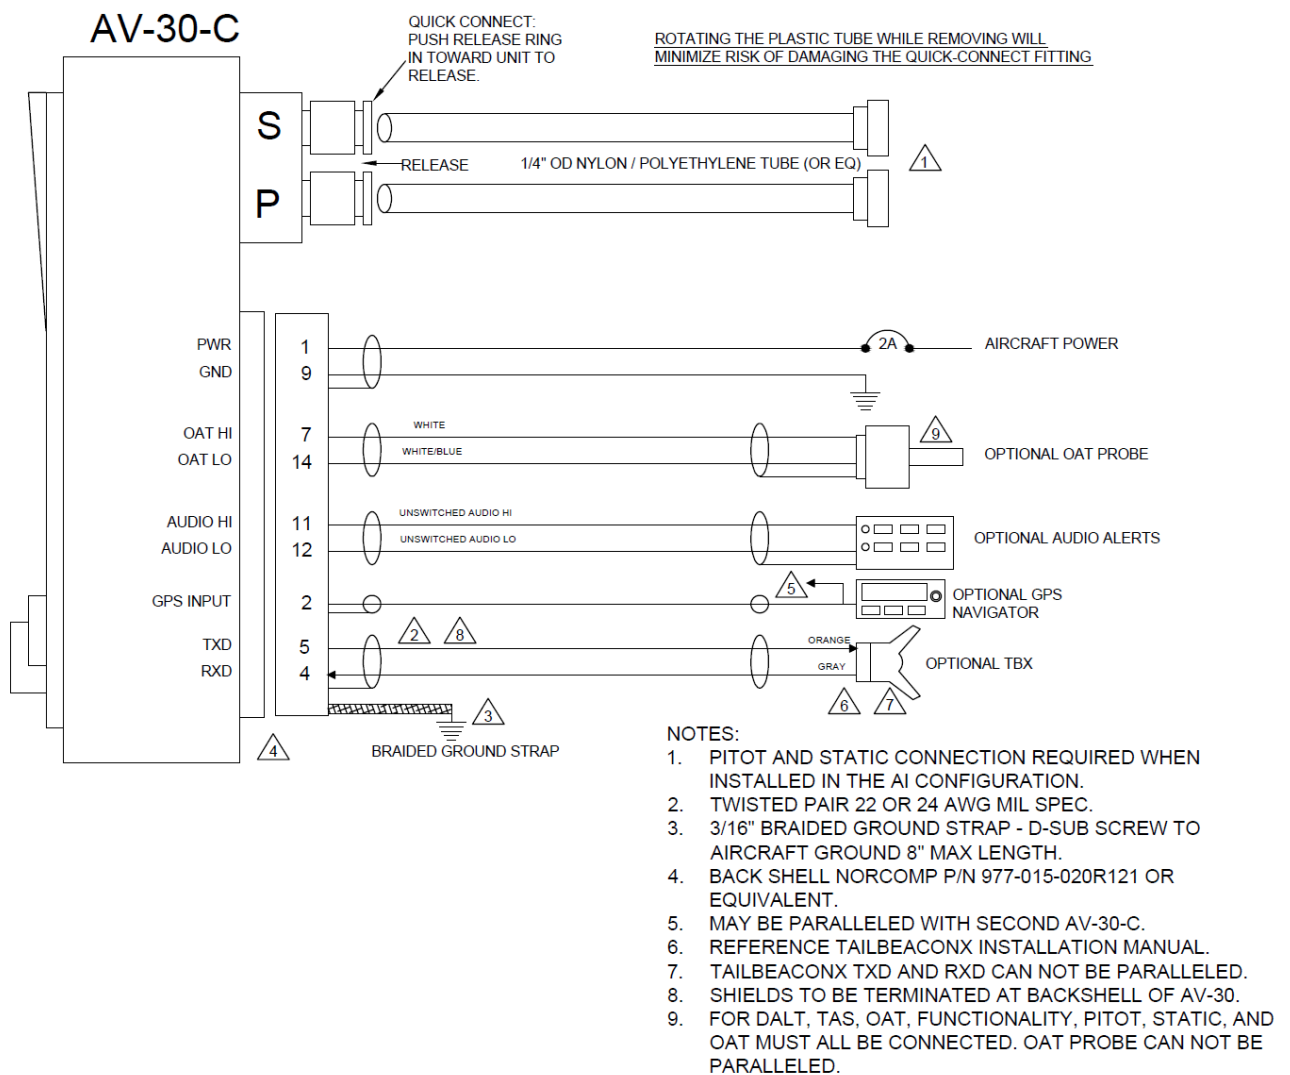 AV-30-C
QUICK CONNECT:
PUSH RELEASE RING
IN TOWARD UNIT TO
RELEASE.
ROTATING THE PLASTIC TUBE WHILE REMOVING WILL
MINIMIZE RISK OF DAMAGING THE QUICK-CONNECT FITTING
S
RELEASE
1/4" OD NYLON / POLYETHYLENE TUBE (OR EQ)
1
P
PWR
1
2A
AIRCRAFT POWER
GND
9
OAT HI
7
WHITE
9
OAT LO
14
WHITE/BLUE
OPTIONAL OAT PROBE
AUDIO HI
11
UNSWITCHED AUDIO HI
AUDIO LO
12
UNSWITCHED AUDIO LO
OPTIONAL AUDIO ALERTS
GPS INPUT
2
5
OPTIONAL GPS
NAVIGATOR
2
8
TXD
5
ORANGE
RXD
4
GRAY
OPTIONAL TBX
6
7
3
4
BRAIDED GROUND STRAP
NOTES:
1. PITOT AND STATIC CONNECTION REQUIRED WHEN
INSTALLED IN THE AI CONFIGURATION.
2. TWISTED PAIR 22 OR 24 AWG MIL SPEC.
3. 3/16" BRAIDED GROUND STRAP - D-SUB SCREW TO
AIRCRAFT GROUND 8" MAX LENGTH.
4. BACK SHELL NORCOMP P/N 977-015-020R121 OR
EQUIVALENT.
5. MAY BE PARALLELED WITH SECOND AV-30-C.
6. REFERENCE TAILBEACONX INSTALLATION MANUAL.
7. TAILBEACONX TXD AND RXD CAN NOT BE PARALLELED.
8. SHIELDS TO BE TERMINATED AT BACKSHELL OF AV-30.
9. FOR DALT, TAS, OAT, FUNCTIONALITY, PITOT, STATIC, AND
OAT MUST ALL BE CONNECTED. OAT PROBE CAN NOT BE
PARALLELED.